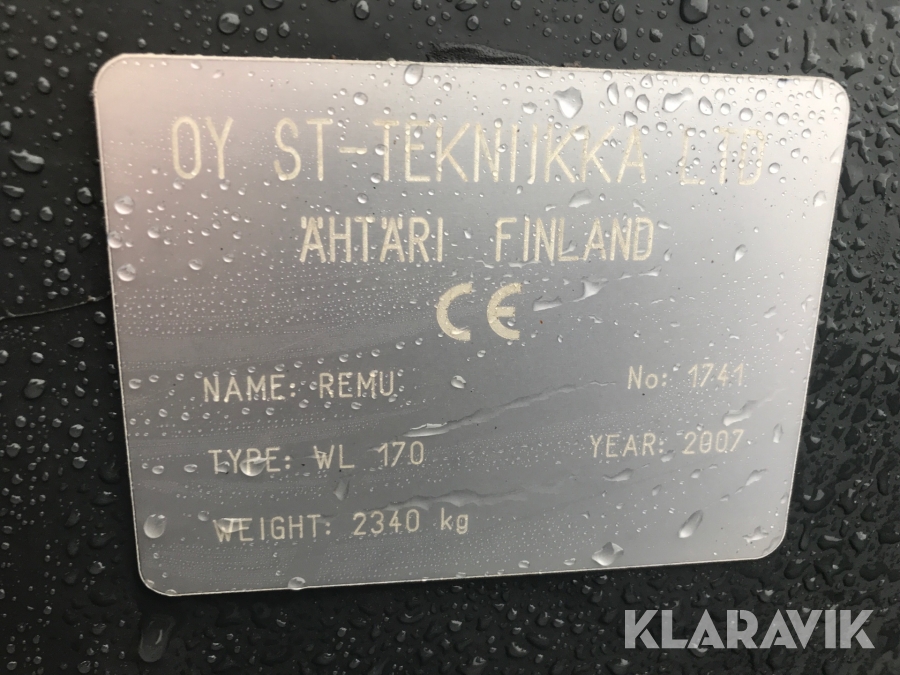 OY ST-TEKNIIKKA LTD
ÄHTÄRI FINLAND
CE
NAME: REMU No: 1741
TYPE: WL 170 YEAR: 2007
WEIGHT: 2340 kg
KLARAVIK